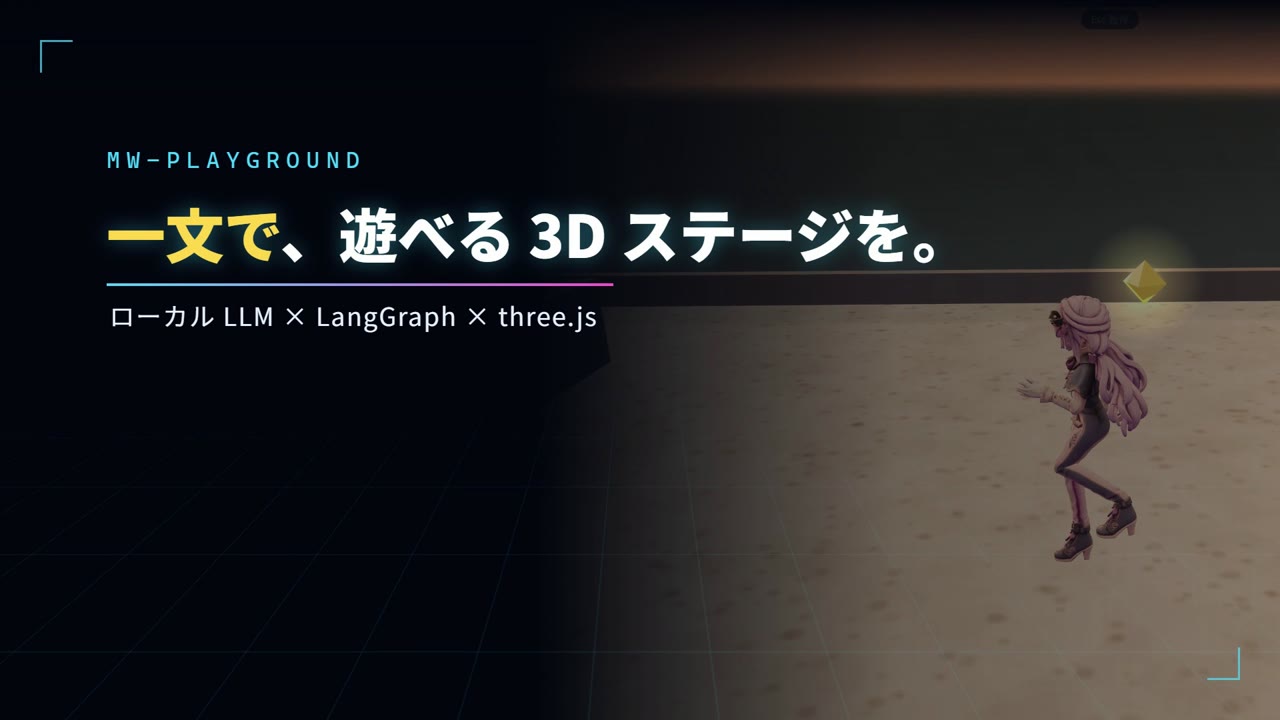 MW-PLAYGROUND
一文で、遊べる 3D ステージを。
ローカル LLM × LangGraph × three.js